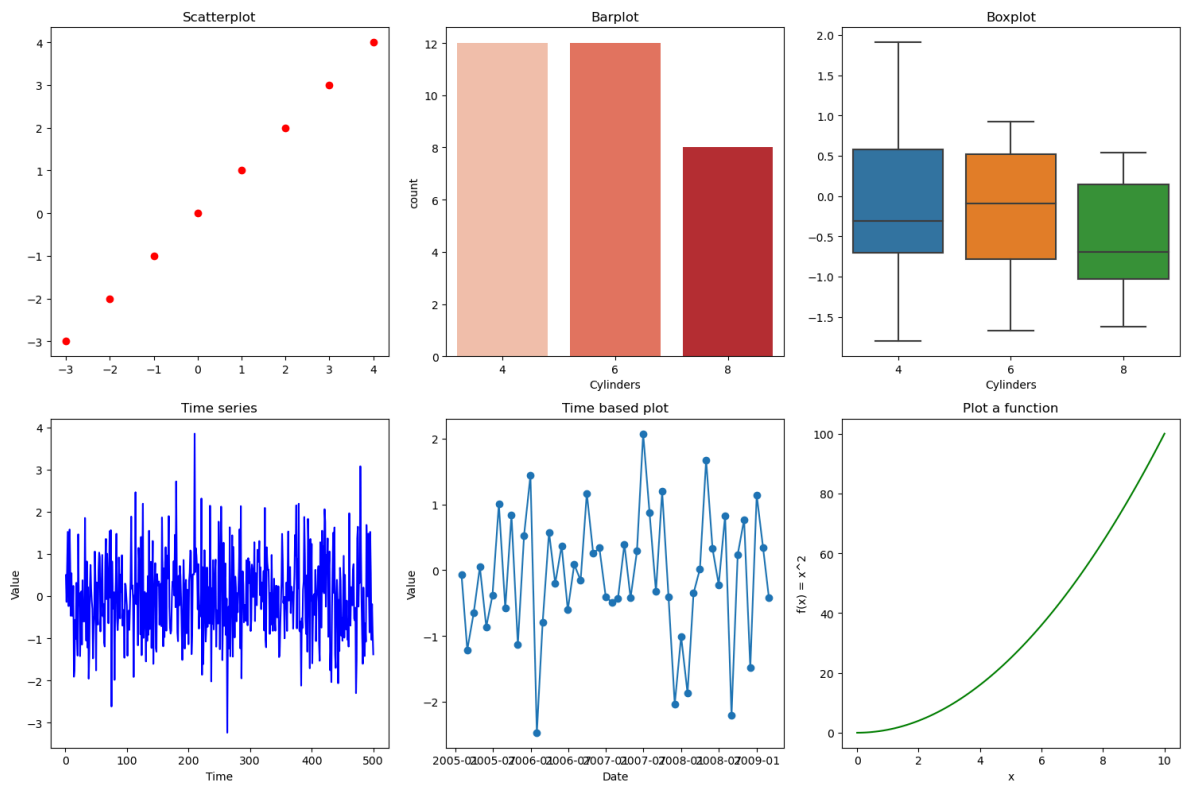 Scatterplot
4
3
2
1
0
−1
−2
−3
−3 −2 −1 0 1 2 3 4
Barplot
count
12
10
8
6
4
2
0
4 6 8
Cylinders
Boxplot
2.0
1.5
1.0
0.5
0.0
−0.5
−1.0
−1.5
4 6 8
Cylinders
Time series
Value
4
3
2
1
0
−1
−2
−3
0 100 200 300 400 500
Time
Time based plot
Value
2
1
0
−1
−2
2005-01 2005-07 2006-01 2006-07 2007-01 2007-07 2008-01 2008-07 2009-01
Date
Plot a function
f(x) = x^2
100
80
60
40
20
0
0 2 4 6 8 10
x